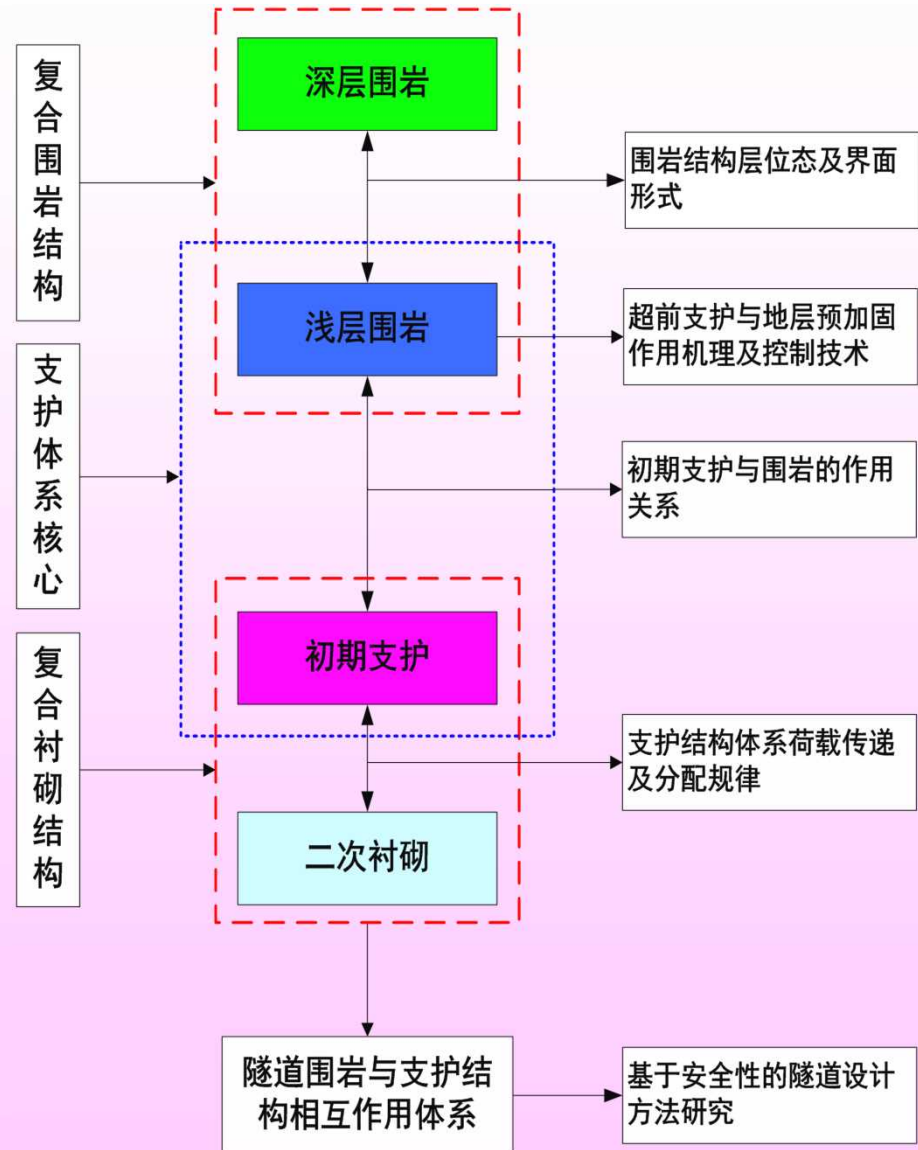 复合围岩结构
深层围岩
围岩结构层位态及界面
形式
浅层围岩
超前支护与地层预加固
作用机理及控制技术
支护体系核心
初期支护与围岩的作用
关系
初期支护
复合衬砌结构
支护结构体系荷载传递
及分配规律
二次衬砌
隧道围岩与支护结
构相互作用体系
基于安全性的隧道设计
方法研究